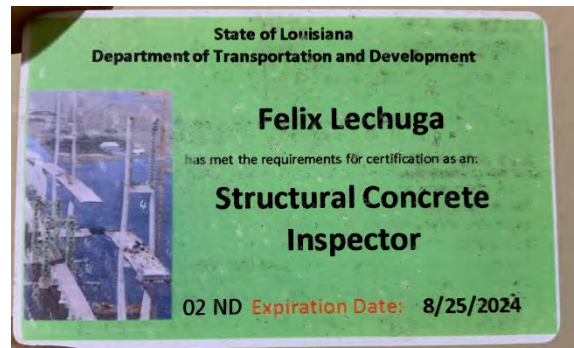 State of Louisiana
Department of Transportation and Development
Felix Lechuga
has met the requirements for certification as an:
Structural Concrete
Inspector
02 ND Expiration Date: 8/25/2024